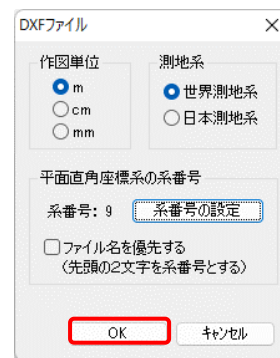 DXFファイル ×
作図単位
m
cm
mm
測地系
世界測地系
日本測地系
平面直角座標系の系番号
系番号: 9 系番号の設定
ファイル名を優先する
(先頭の2文字を系番号とする)
OK キャンセル